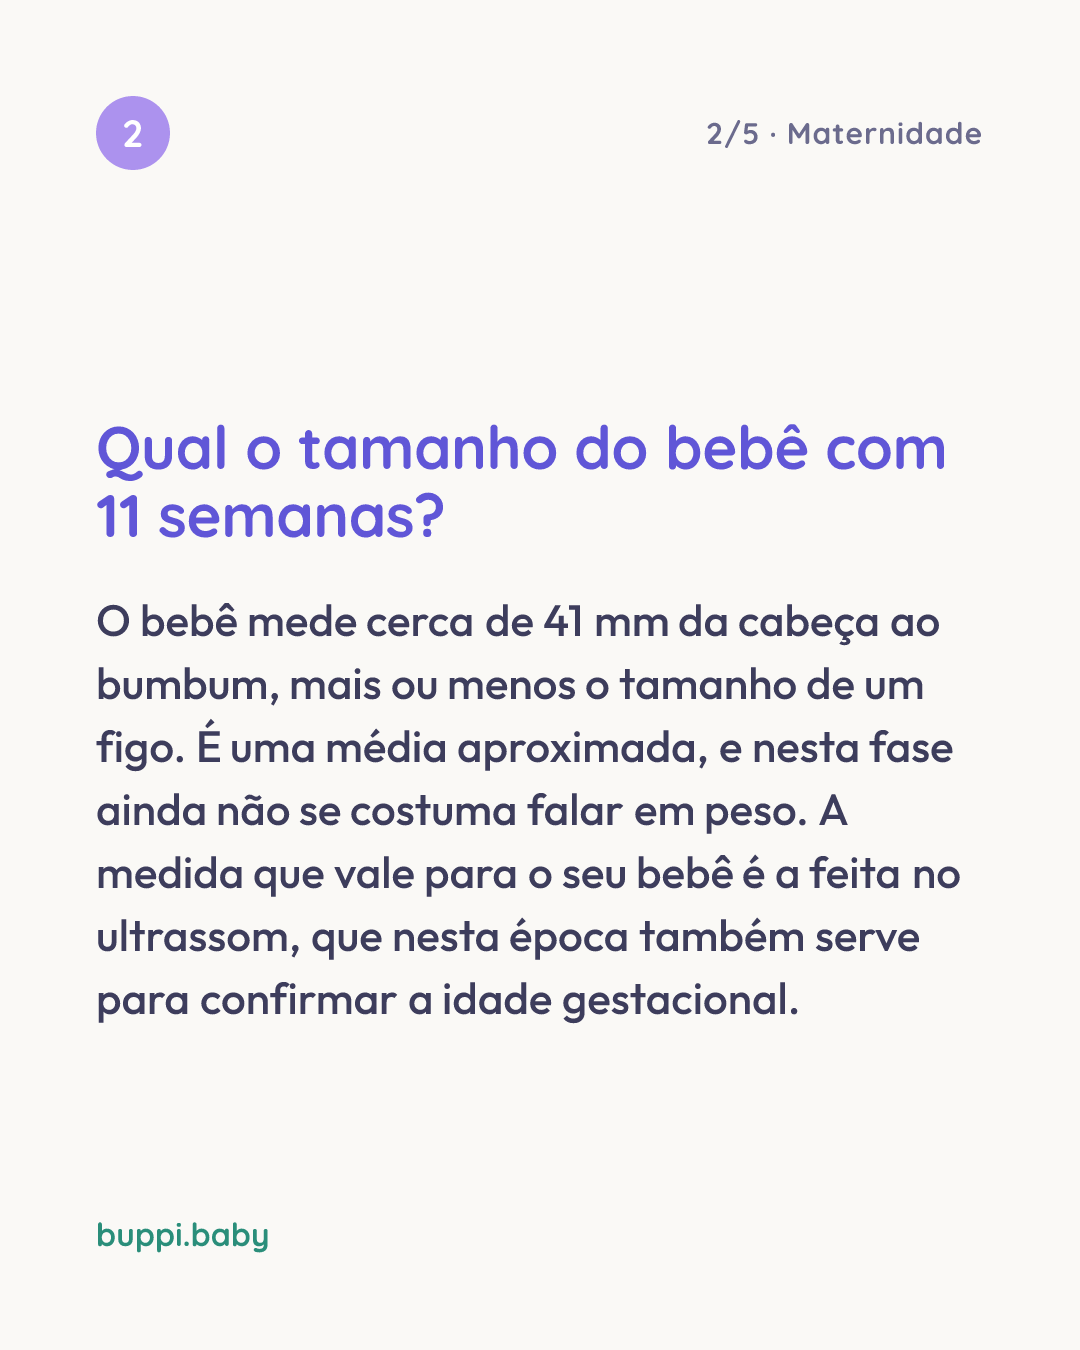 2
2/5 · Maternidade
Qual o tamanho do bebê com
11 semanas?
O bebê mede cerca de 41 mm da cabeça ao
bumbum, mais ou menos o tamanho de um
figo. É uma média aproximada, e nesta fase
ainda não se costuma falar em peso. A
medida que vale para o seu bebê é a feita no
ultrassom, que nesta época também serve
para confirmar a idade gestacional.
buppi.baby